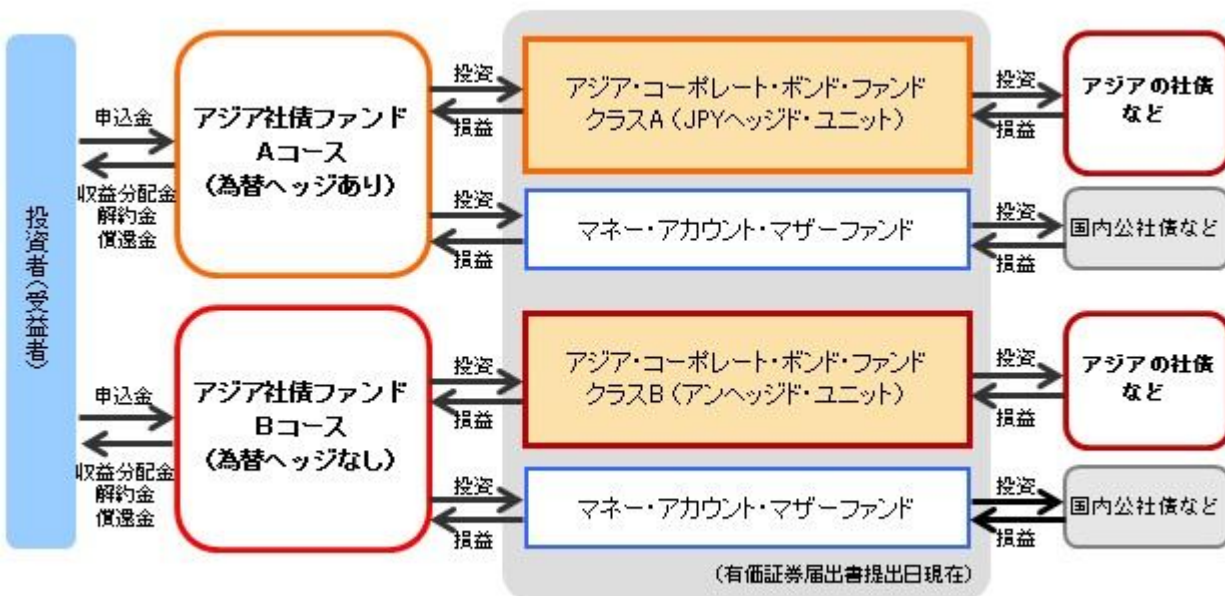 投資者(受益者)
申込金
収益分配金
解約金
償還金
アジア社債ファンド
Aコース
(為替ヘッジあり)
投資
損益
アジア・コーポレート・ボンド・ファンド
クラスA(JPYヘッジド・ユニット)
投資
損益
アジアの社債
など
投資
損益
マネー・アカウント・マザーファンド
投資
損益
国内公社債など
申込金
収益分配金
解約金
償還金
アジア社債ファンド
Bコース
(為替ヘッジなし)
投資
損益
アジア・コーポレート・ボンド・ファンド
クラスB(アンヘッジド・ユニット)
投資
損益
アジアの社債
など
投資
損益
マネー・アカウント・マザーファンド
投資
損益
国内公社債など
(有価証券届出書提出日現在)